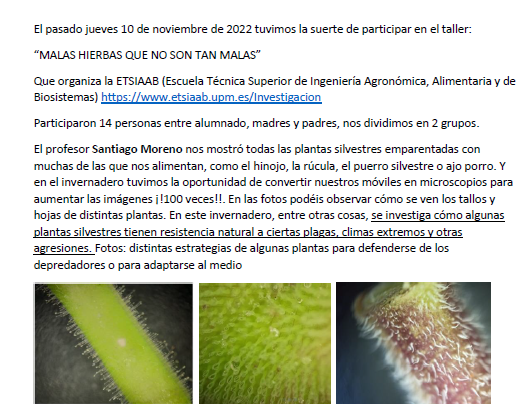 El pasado jueves 10 de noviembre de 2022 tuvimos la suerte de participar en el taller:
“MALAS HIERBAS QUE NO SON TAN MALAS”
Que organiza la ETSIAAB (Escuela Técnica Superior de Ingeniería Agronómica, Alimentaria y de
Biosistemas) https://www.etsiaab.upm.es/Investigacion
Participaron 14 personas entre alumnado, madres y padres, nos dividimos en 2 grupos.
El profesor Santiago Moreno nos mostró todas las plantas silvestres emparentadas con
muchas de las que nos alimentan, como el hinojo, la rúcula, el puerro silvestre o ajo porro. Y
en el invernadero tuvimos la oportunidad de convertir nuestros móviles en microscopios para
aumentar las imágenes ¡!100 veces!!. En las fotos podéis observar cómo se ven los tallos y
hojas de distintas plantas. En este invernadero, entre otras cosas, se investiga cómo algunas
plantas silvestres tienen resistencia natural a ciertas plagas, climas extremos y otras
agresiones. Fotos: distintas estrategias de algunas plantas para defenderse de los
depredadores o para adaptarse al medio